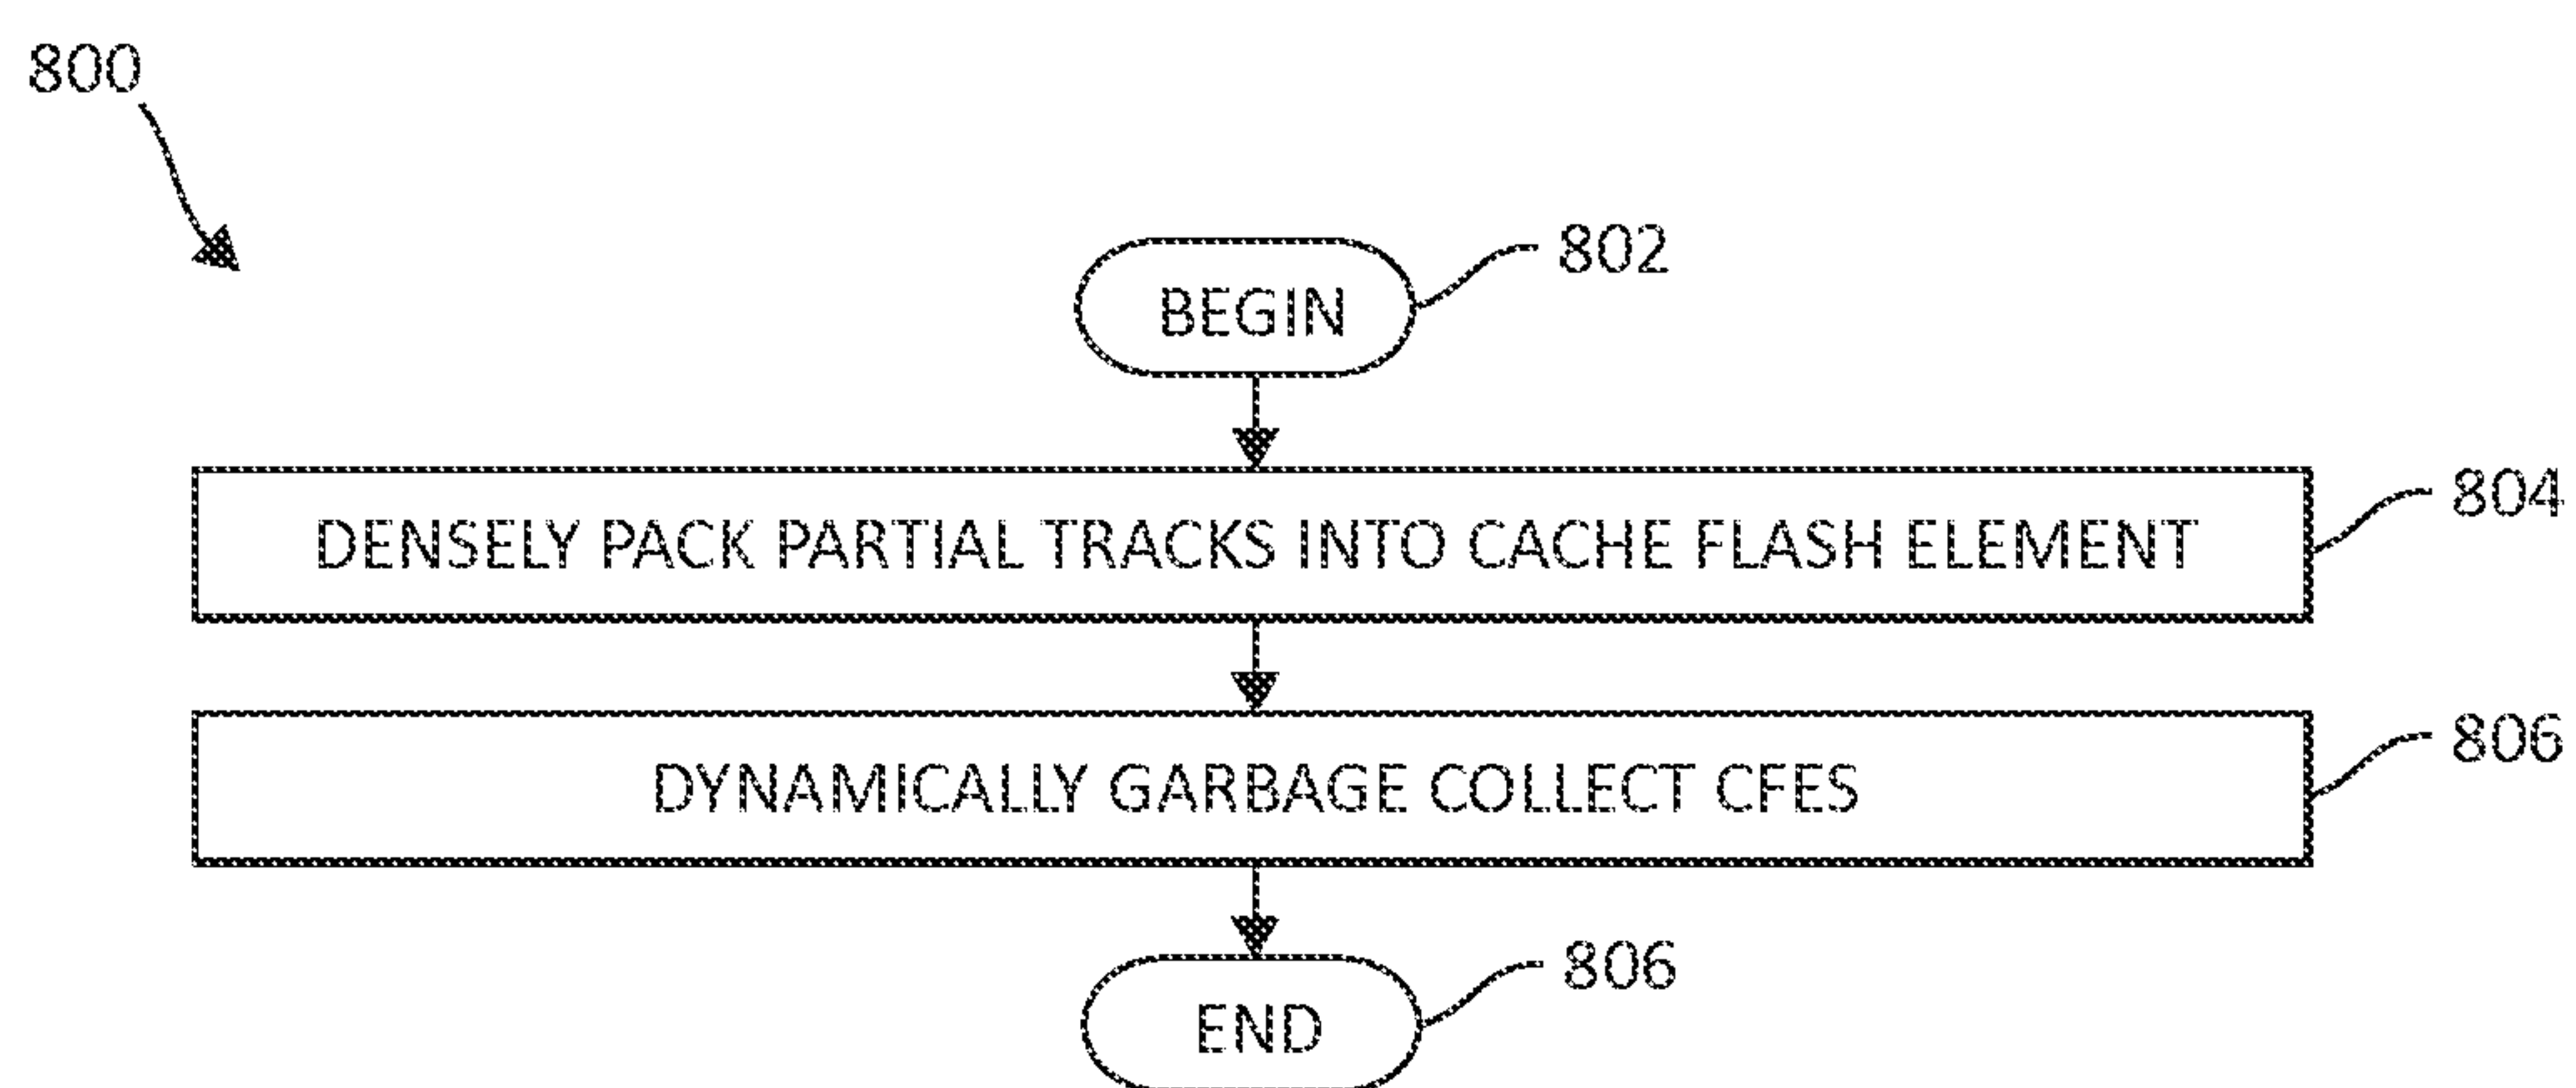 800
802
BEGIN
804
DENSELY PACK PARTIAL TRACKS INTO CACHE FLASH ELEMENT
806
DYNAMICALLY GARBAGE COLLECT CFES
806
END